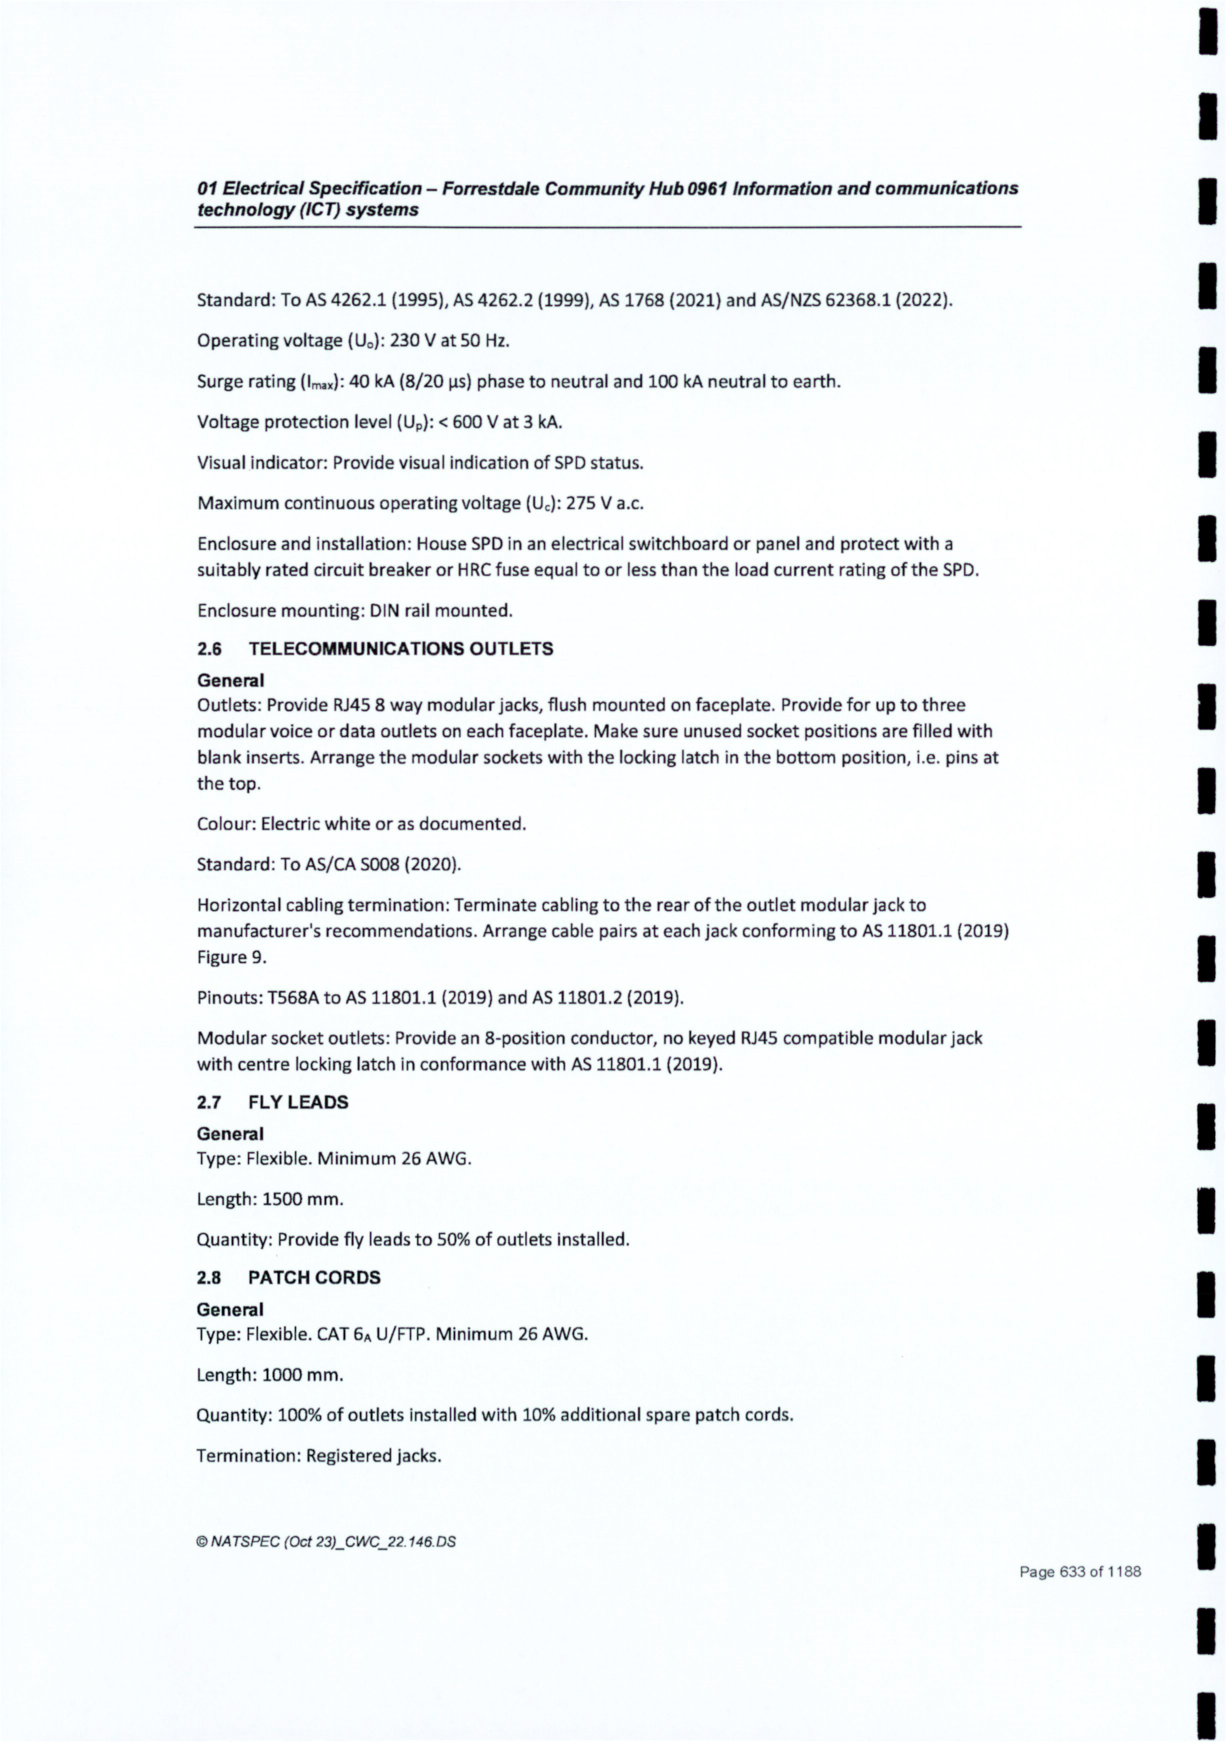 01 Electrical Specification – Forrestdale Community Hub 0961 Information and communications
technology (ICT) systems
Standard: To AS 4262.1 (1995), AS 4262.2 (1999), AS 1768 (2021) and AS/NZS 62368.1 (2022).
Operating voltage (Uₒ): 230 V at 50 Hz.
Surge rating (Iₘₐₓ): 40 kA (8/20 µs) phase to neutral and 100 kA neutral to earth.
Voltage protection level (Uₚ): < 600 V at 3 kA.
Visual indicator: Provide visual indication of SPD status.
Maximum continuous operating voltage (U꜀): 275 V a.c.
Enclosure and installation: House SPD in an electrical switchboard or panel and protect with a
suitably rated circuit breaker or HRC fuse equal to or less than the load current rating of the SPD.
Enclosure mounting: DIN rail mounted.
2.6 TELECOMMUNICATIONS OUTLETS
General
Outlets: Provide RJ45 8 way modular jacks, flush mounted on faceplate. Provide for up to three
modular voice or data outlets on each faceplate. Make sure unused socket positions are filled with
blank inserts. Arrange the modular sockets with the locking latch in the bottom position, i.e. pins at
the top.
Colour: Electric white or as documented.
Standard: To AS/CA S008 (2020).
Horizontal cabling termination: Terminate cabling to the rear of the outlet modular jack to
manufacturer's recommendations. Arrange cable pairs at each jack conforming to AS 11801.1 (2019)
Figure 9.
Pinouts: T568A to AS 11801.1 (2019) and AS 11801.2 (2019).
Modular socket outlets: Provide an 8-position conductor, no keyed RJ45 compatible modular jack
with centre locking latch in conformance with AS 11801.1 (2019).
2.7 FLY LEADS
General
Type: Flexible. Minimum 26 AWG.
Length: 1500 mm.
Quantity: Provide fly leads to 50% of outlets installed.
2.8 PATCH CORDS
General
Type: Flexible. CAT 6A U/FTP. Minimum 26 AWG.
Length: 1000 mm.
Quantity: 100% of outlets installed with 10% additional spare patch cords.
Termination: Registered jacks.
© NATSPEC (Oct 23)_CWC_22.146.DS
Page 633 of 1188